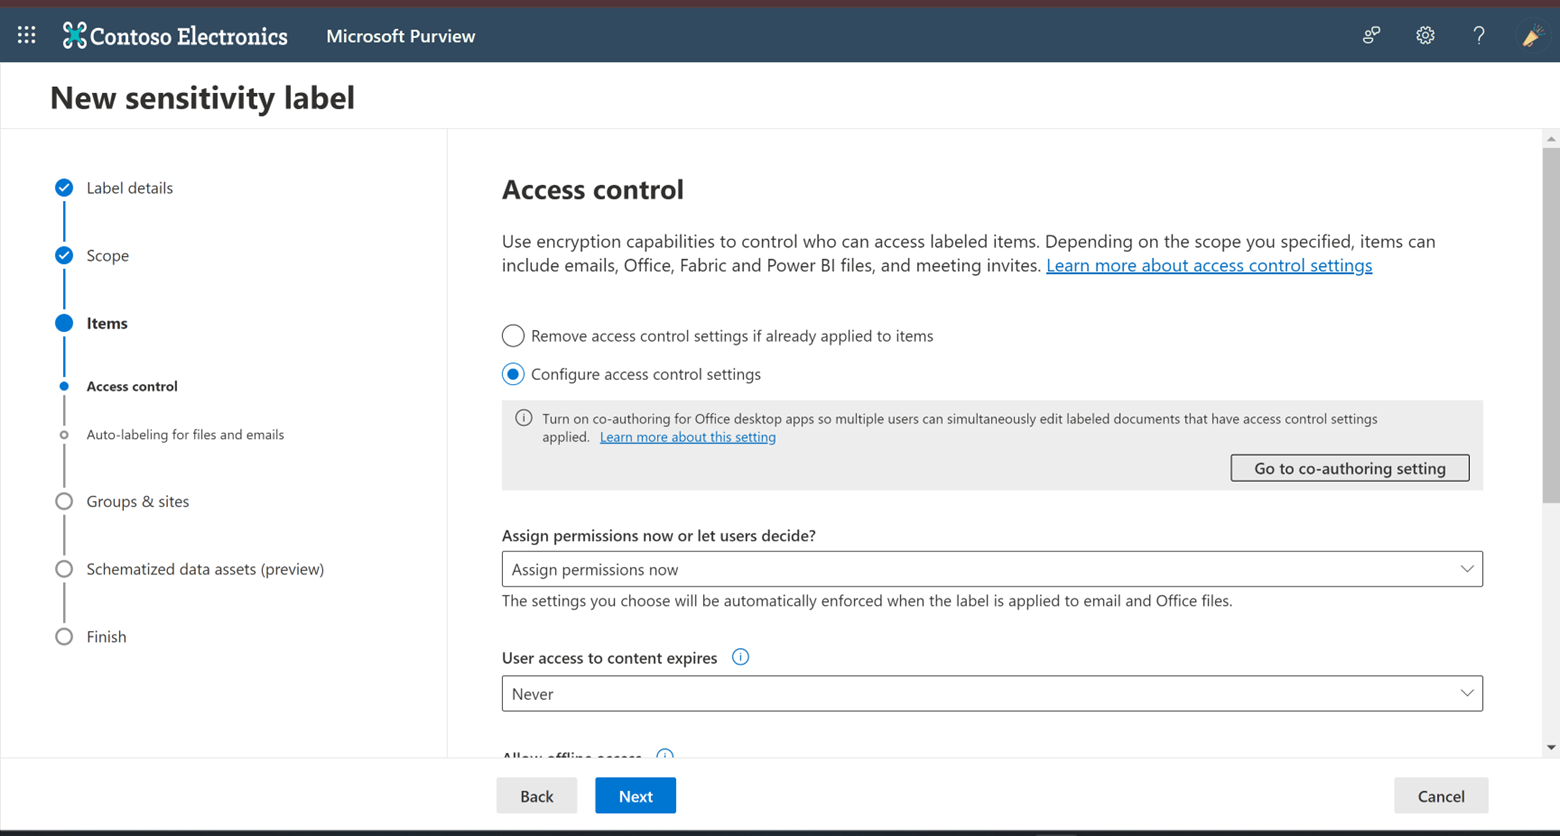 Contoso Electronics
Microsoft Purview
New sensitivity label
Label details
Scope
Items
Access control
Auto-labeling for files and emails
Groups & sites
Schematized data assets (preview)
Finish
Access control
Use encryption capabilities to control who can access labeled items. Depending on the scope you specified, items can
include emails, Office, Fabric and Power BI files, and meeting invites. Learn more about access control settings
Remove access control settings if already applied to items
Configure access control settings
Turn on co-authoring for Office desktop apps so multiple users can simultaneously edit labeled documents that have access control settings
applied. Learn more about this setting
Go to co-authoring setting
Assign permissions now or let users decide?
Assign permissions now
The settings you choose will be automatically enforced when the label is applied to email and Office files.
User access to content expires
Never
Allow offline access
Back
Next
Cancel